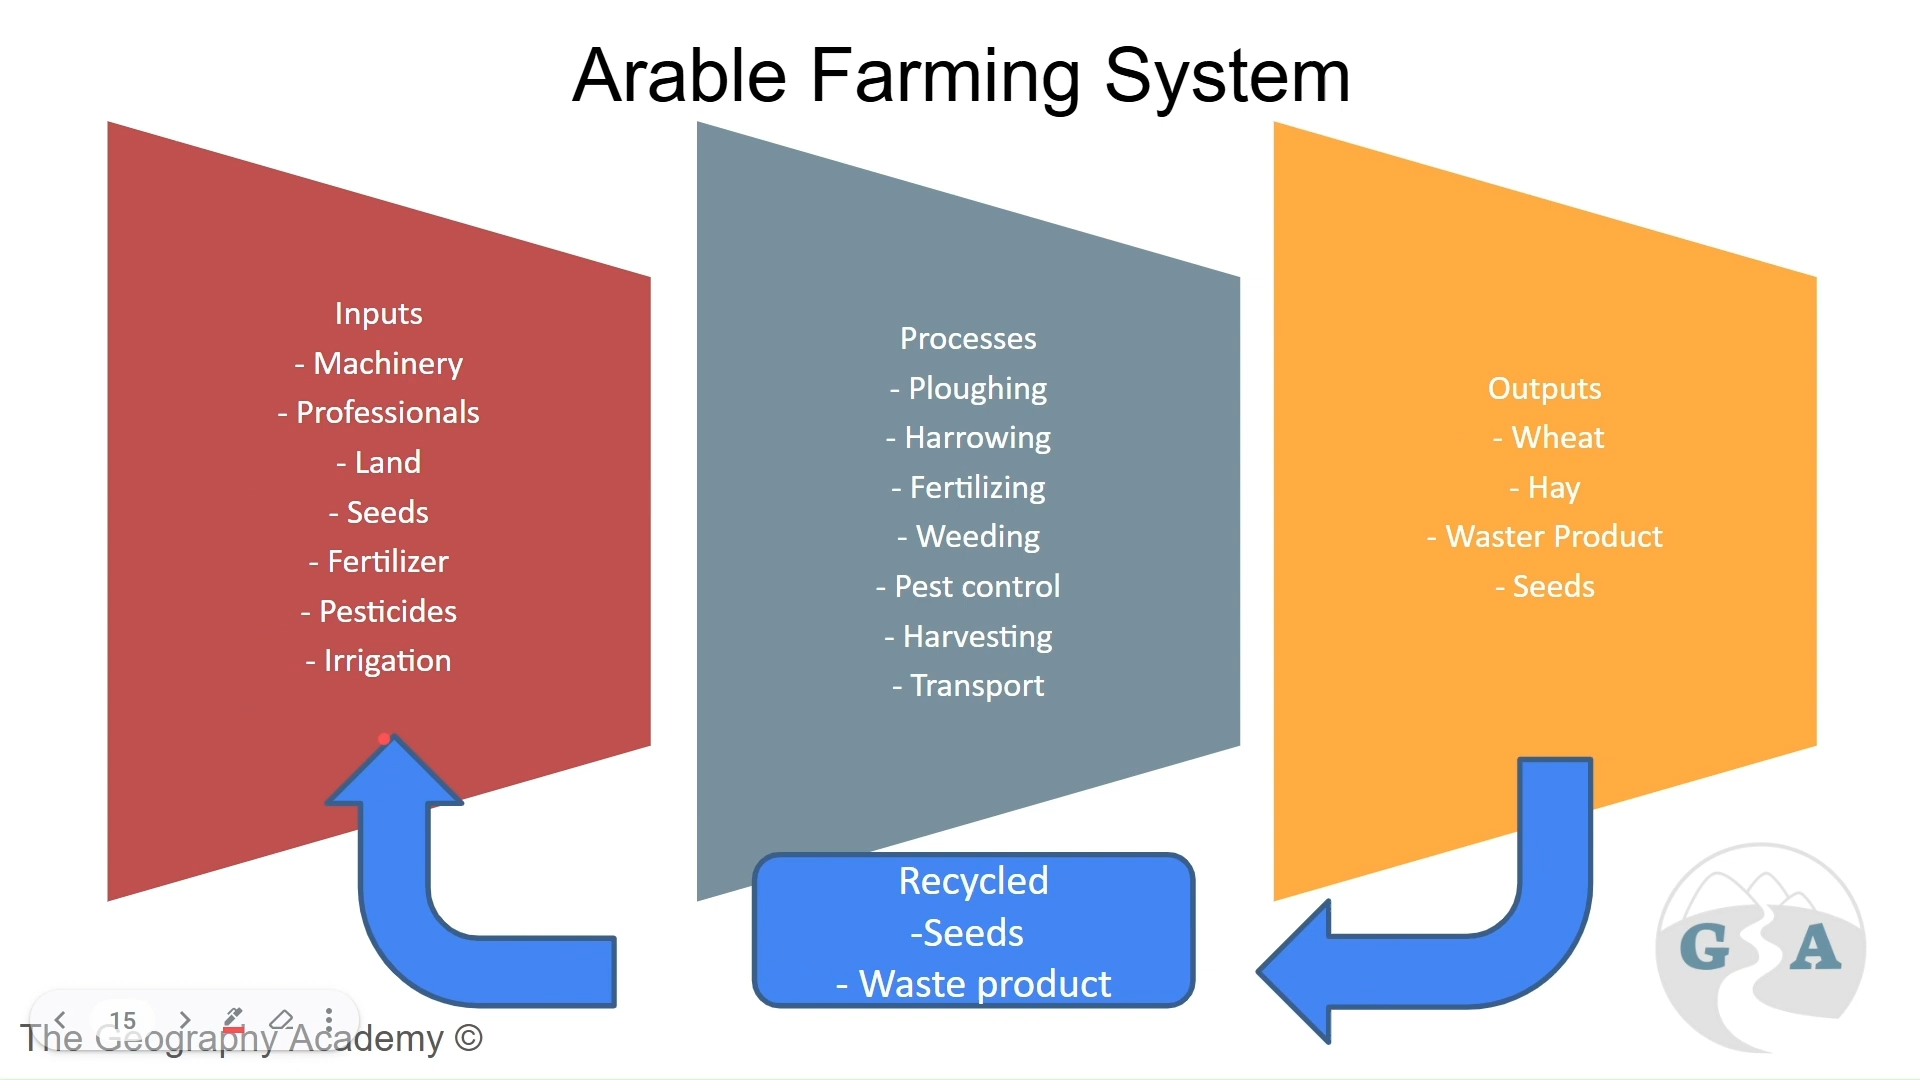 Arable Farming System
Inputs
- Machinery
- Professionals
- Land
- Seeds
- Fertilizer
- Pesticides
- Irrigation
Processes
- Ploughing
- Harrowing
- Fertilizing
- Weeding
- Pest control
- Harvesting
- Transport
Outputs
- Wheat
- Hay
- Waster Product
- Seeds
Recycled
-Seeds
- Waste product
G A
15
The Geography Academy ©